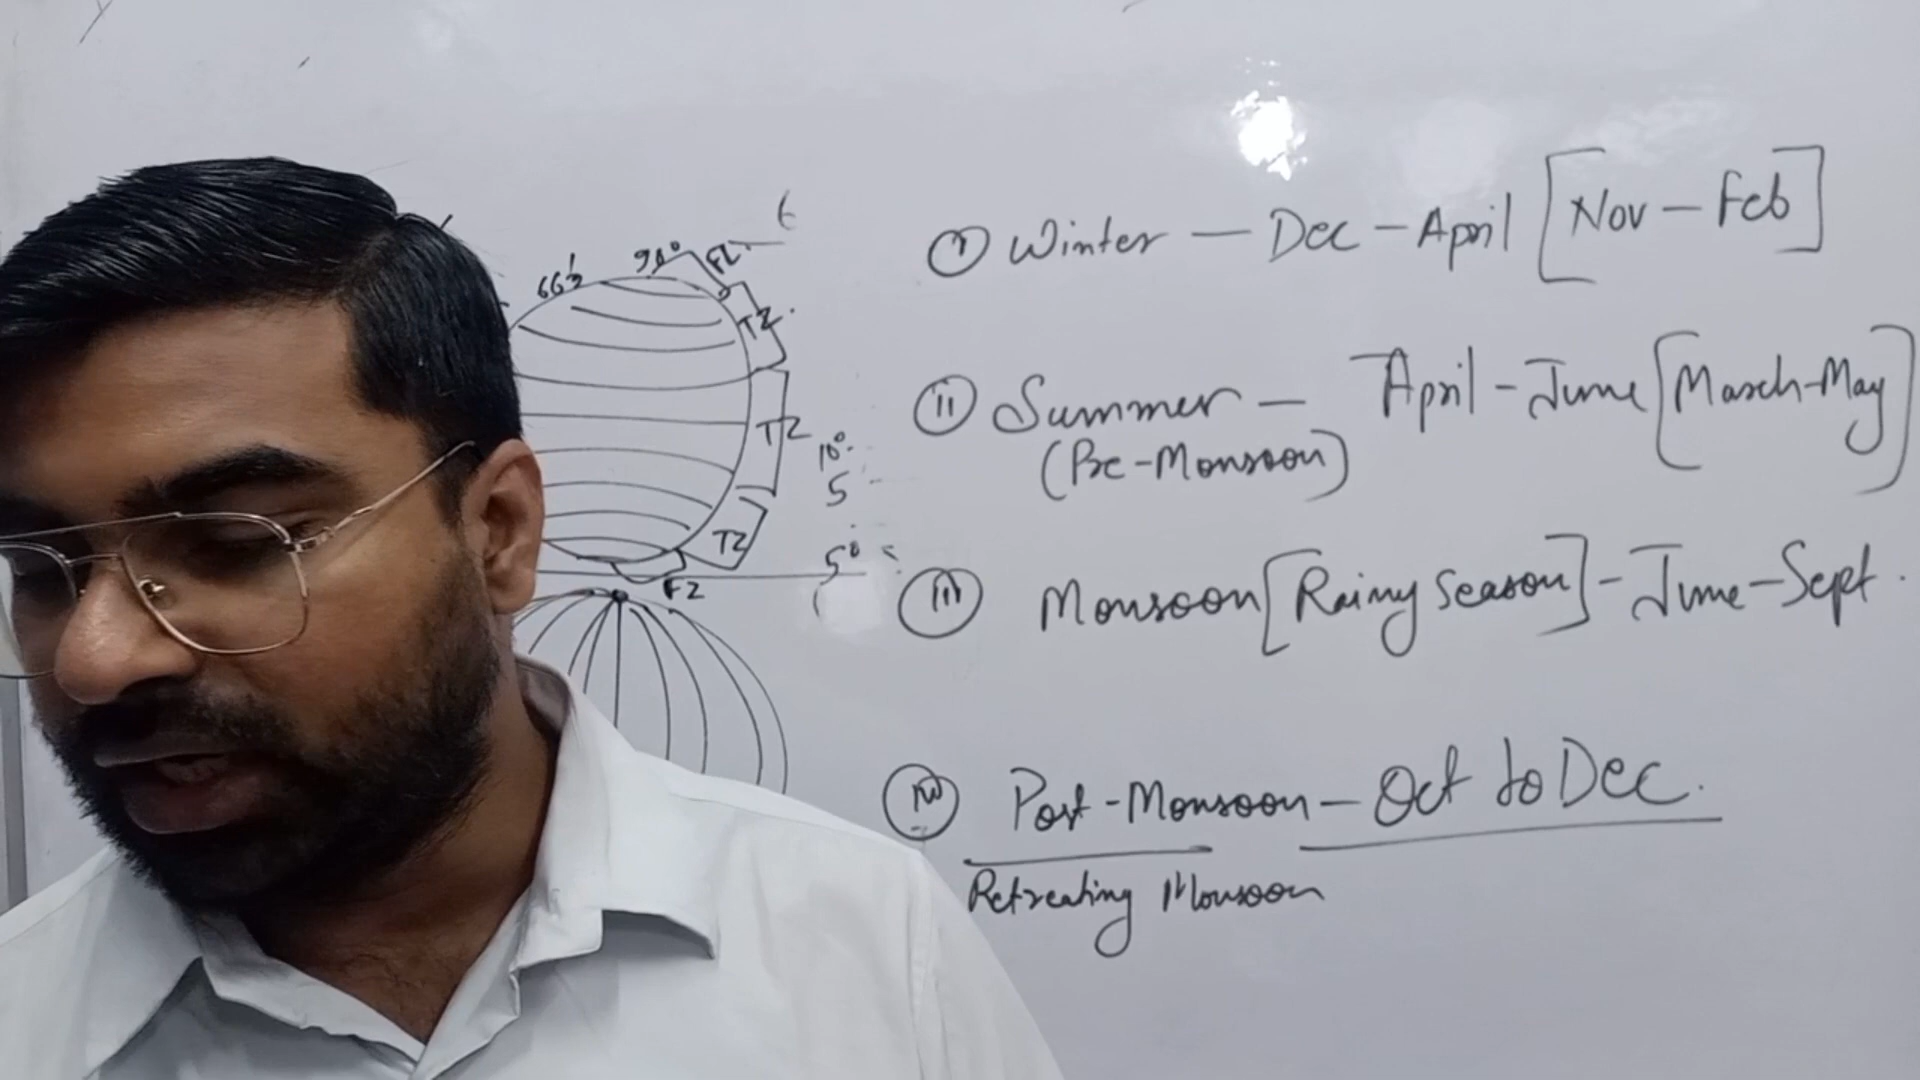 66½
90°
FZ
TZ
TZ
10°
5
TZ
5°
FZ
(i) Winter — Dec - April [Nov - Feb]
(ii) Summer — April - June [March-May]
(Pre-Monsoon)
(iii) Monsoon [Rainy Season] - June - Sept.
(iv) Post-Monsoon — Oct to Dec.
Retreating Monsoon